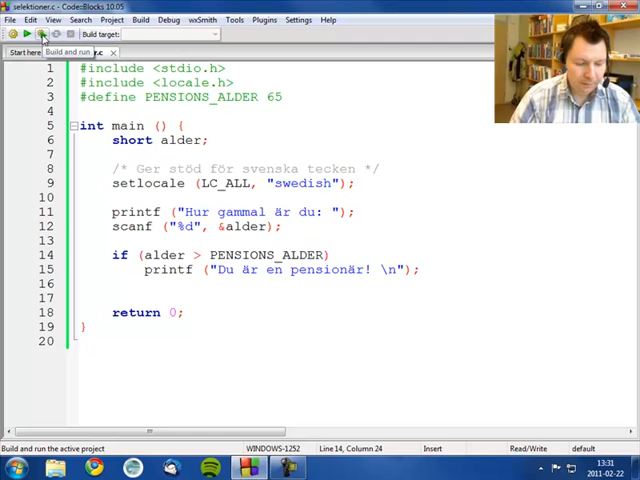 selektioner.c - Code::Blocks 10.05
File Edit View Search Project Build Debug wxSmith Tools Plugins Settings Help
Build target:
Start here
Build and run
1 #include <stdio.h>
2 #include <locale.h>
3 #define PENSIONS_ALDER 65
4
5 int main () {
6 short alder;
7
8 /* Ger stöd för svenska tecken */
9 setlocale (LC_ALL, "swedish");
10
11 printf ("Hur gammal är du: ");
12 scanf ("%d", &alder);
13
14 if (alder > PENSIONS_ALDER)
15 printf ("Du är en pensionär! \n");
16
17
18 return 0;
19 }
20
Build and run the active project WINDOWS-1252 Line 14, Column 24 Insert Read/Write default
13:31
2011-02-22